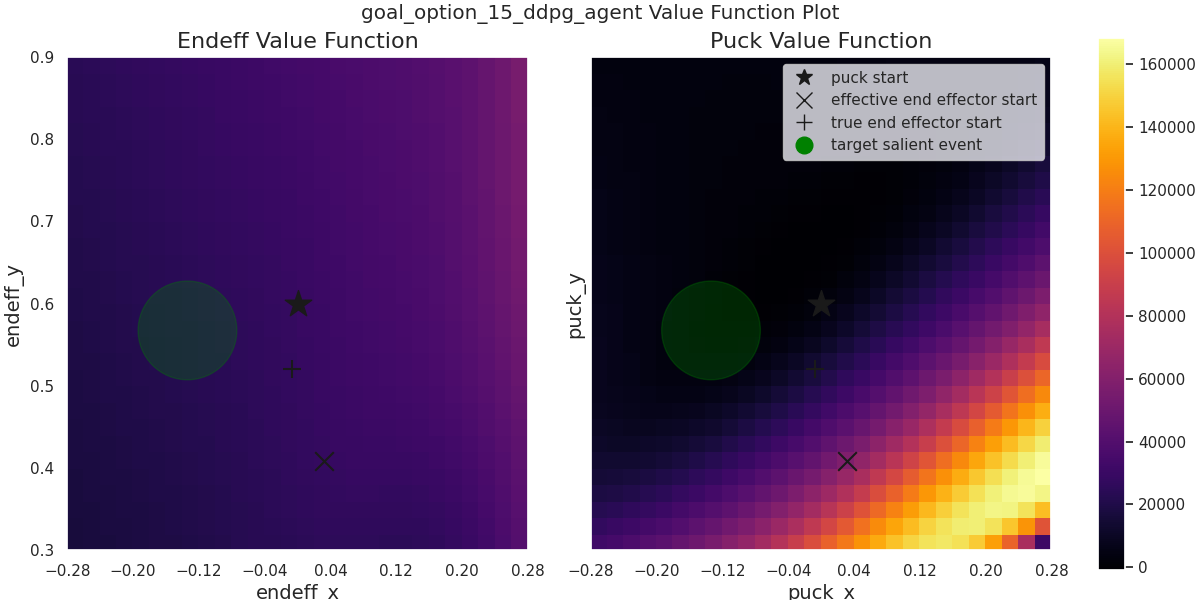 goal_option_15_ddpg_agent Value Function Plot
Endeff Value Function
Puck Value Function
puck start
effective end effector start
true end effector start
target salient event
endeff_y
0.9
0.8
0.7
0.6
0.5
0.4
0.3
−0.28 −0.20 −0.12 −0.04 0.04 0.12 0.20 0.28
endeff_x
puck_y
−0.28 −0.20 −0.12 −0.04 0.04 0.12 0.20 0.28
puck_x
160000
140000
120000
100000
80000
60000
40000
20000
0